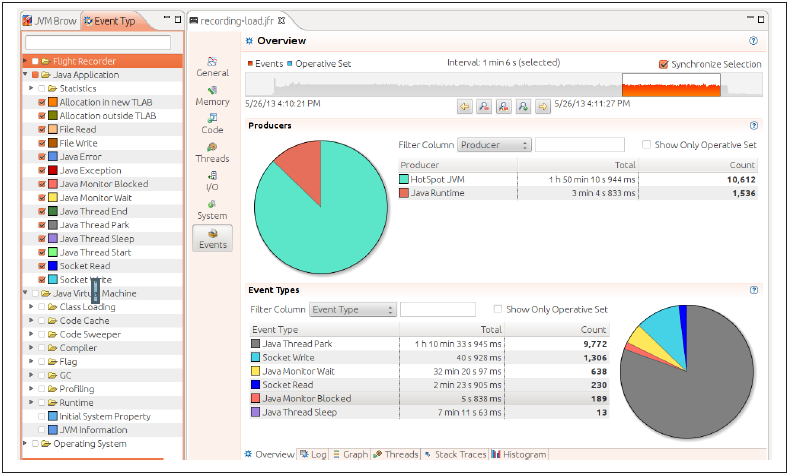 JVM Brow
Event Typ
Flight Recorder
Java Application
Statistics
Allocation in new TLAB
Allocation outside TLAB
File Read
File Write
Java Error
Java Exception
Java Monitor Blocked
Java Monitor Wait
Java Thread End
Java Thread Park
Java Thread Sleep
Java Thread Start
Socket Read
Socket Write
Java Virtual Machine
Class Loading
Code Cache
Code Sweeper
Compiler
Flag
GC
Profiling
Runtime
Initial System Property
JVM Information
Operating System
recording-load.jfr
General
Memory
Code
Threads
I/O
System
Events
Overview
Events Operative Set Interval: 1 min 6 s (selected) Synchronize Selection
5/26/13 4:10:21 PM 5/26/13 4:11:27 PM
Producers
Filter Column Producer Show Only Operative Set
Producer Total Count
HotSpot JVM 1 h 50 min 10 s 944 ms 10,612
Java Runtime 3 min 4 s 833 ms 1,536
Event Types
Filter Column Event Type Show Only Operative Set
Event Type Total Count
Java Thread Park 1 h 10 min 33 s 945 ms 9,772
Socket Write 40 s 928 ms 1,306
Java Monitor Wait 32 min 20 s 97 ms 638
Socket Read 2 min 23 s 905 ms 230
Java Monitor Blocked 5 s 838 ms 189
Java Thread Sleep 7 min 11 s 63 ms 13
Overview Log Graph Threads Stack Traces Histogram